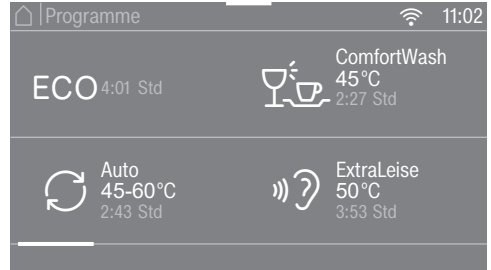 Programme
11:02
ECO 4:01 Std
ComfortWash
45°C
2:27 Std
Auto
45-60°C
2:43 Std
ExtraLeise
50°C
3:53 Std